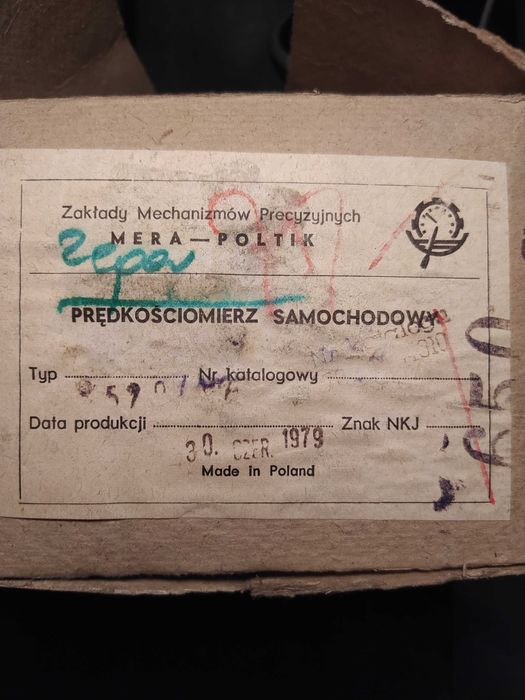 Zakłady Mechanizmów Precyzyjnych
MERA—POLTIK
PRĘDKOŚCIOMIERZ SAMOCHODOWY
Typ Nr katalogowy
Data produkcji 30. CZER. 1979 Znak NKJ
Made in Poland
650